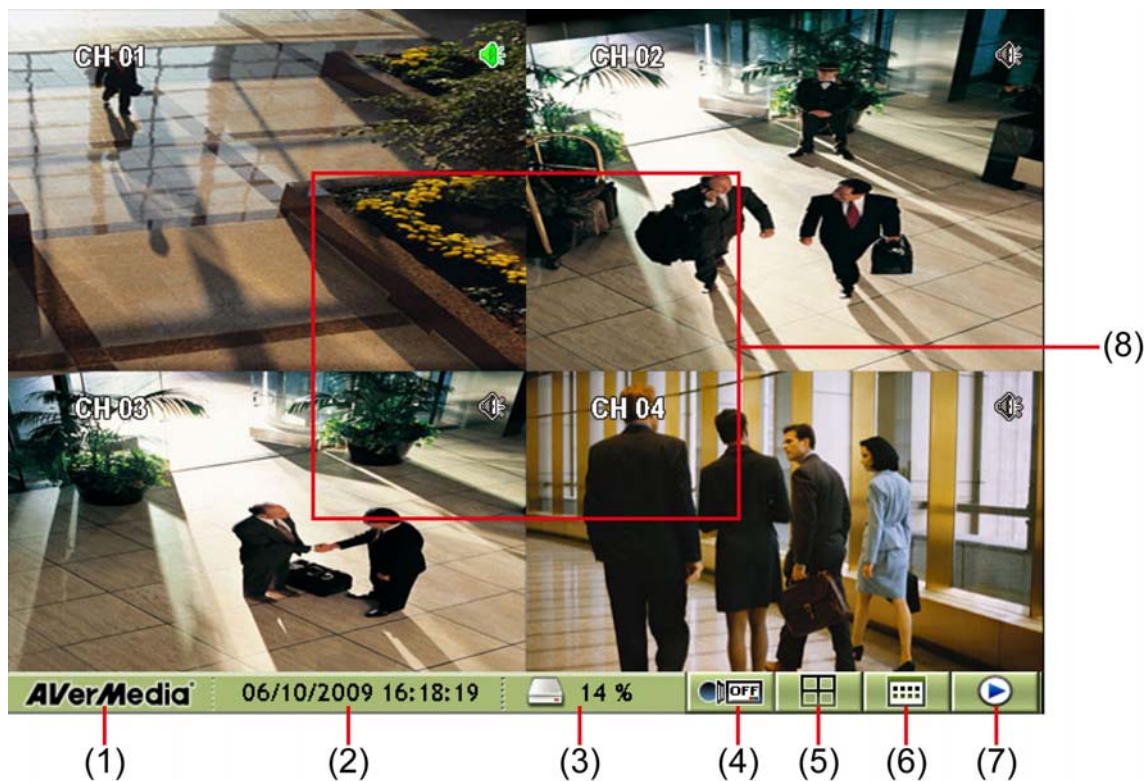 CH 01
CH 02
(8)
CH 03
CH 04
AVerMedia®
06/10/2009 16:18:19
14 %
OFF
(1)
(2)
(3)
(4)
(5)
(6)
(7)